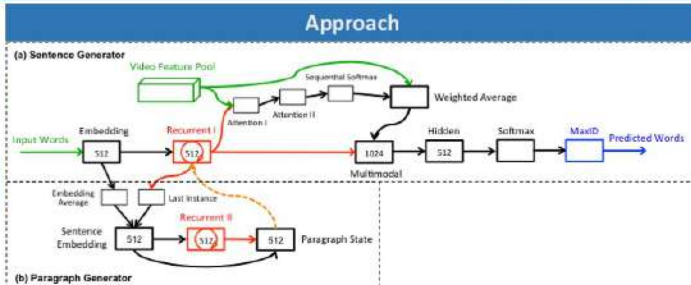 Approach
(a) Sentence Generator
Video Feature Pool
Sequential Softmax
Attention II
Attention I
Weighted Average
Input Words
Embedding
512
Recurrent I
512
1024
Multimodal
Hidden
512
Softmax
MaxID
Predicted Words
Embedding
Average
Last Instance
Recurrent II
Sentence
Embedding
512
512
512
Paragraph State
(b) Paragraph Generator